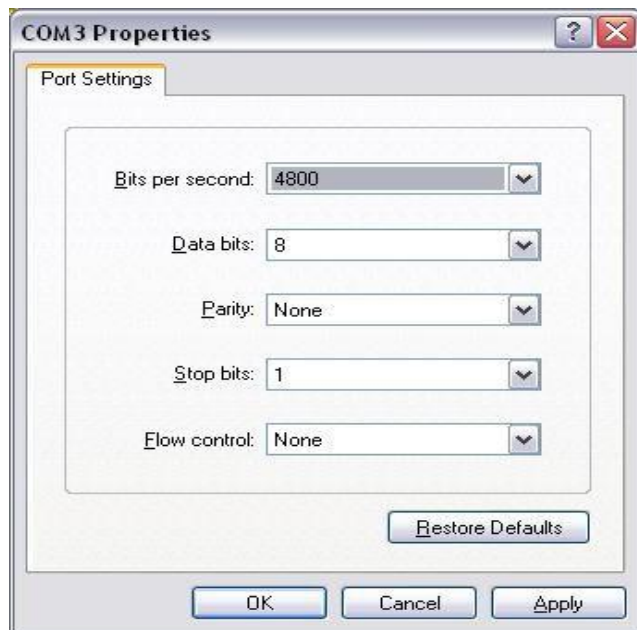 COM3 Properties
Port Settings
Bits per second: 4800
Data bits: 8
Parity: None
Stop bits: 1
Flow control: None
Restore Defaults
OK Cancel Apply